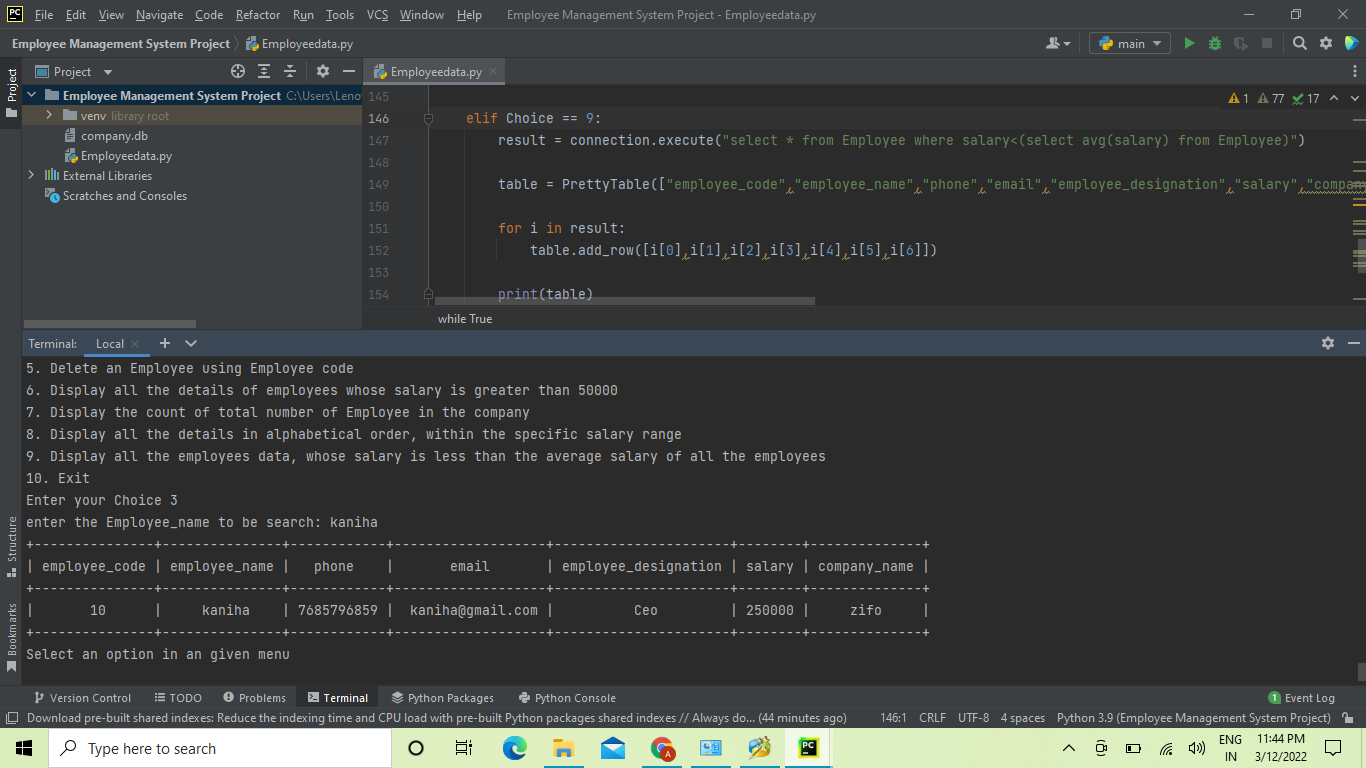 PC File Edit View Navigate Code Refactor Run Tools VCS Window Help Employee Management System Project - Employeedata.py
Employee Management System Project Employeedata.py main
Project
Project
Employee Management System Project C:\Users\Leno
venv library root
company.db
Employeedata.py
External Libraries
Scratches and Consoles
Employeedata.py
1 77 17
145
146 elif Choice == 9:
147 result = connection.execute("select * from Employee where salary<(select avg(salary) from Employee)")
148
149 table = PrettyTable(["employee_code","employee_name","phone","email","employee_designation","salary","compan
150
151 for i in result:
152 table.add_row([i[0],i[1],i[2],i[3],i[4],i[5],i[6]])
153
154 print(table)
while True
Terminal: Local
5. Delete an Employee using Employee code
6. Display all the details of employees whose salary is greater than 50000
7. Display the count of total number of Employee in the company
8. Display all the details in alphabetical order, within the specific salary range
9. Display all the employees data, whose salary is less than the average salary of all the employees
10. Exit
Enter your Choice 3
enter the Employee_name to be search: kaniha
+---------------+---------------+------------+-------------------+----------------------+--------+--------------+
| employee_code | employee_name | phone | email | employee_designation | salary | company_name |
+---------------+---------------+------------+-------------------+----------------------+--------+--------------+
| 10 | kaniha | 7685796859 | kaniha@gmail.com | Ceo | 250000 | zifo |
+---------------+---------------+------------+-------------------+----------------------+--------+--------------+
Select an option in an given menu
Structure
Bookmarks
Version Control TODO Problems Terminal Python Packages Python Console 1 Event Log
Download pre-built shared indexes: Reduce the indexing time and CPU load with pre-built Python packages shared indexes // Always do... (44 minutes ago) 146:1 CRLF UTF-8 4 spaces Python 3.9 (Employee Management System Project)
Type here to search
A
PC
ENG
IN
11:44 PM
3/12/2022